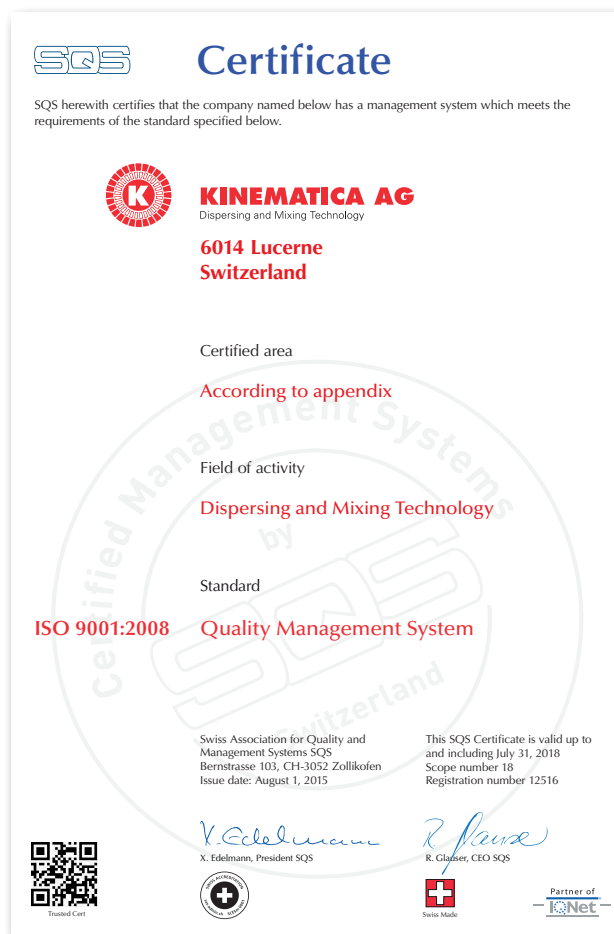 SQS
Certificate
SQS herewith certifies that the company named below has a management system which meets the
requirements of the standard specified below.
K
KINEMATICA AG
Dispersing and Mixing Technology
6014 Lucerne
Switzerland
Certified area
According to appendix
Field of activity
Dispersing and Mixing Technology
Standard
ISO 9001:2008 Quality Management System
Certified Management Systems
by
SQS
Switzerland
Swiss Association for Quality and
Management Systems SQS
Bernstrasse 103, CH-3052 Zollikofen
Issue date: August 1, 2015
This SQS Certificate is valid up to
and including July 31, 2018
Scope number 18
Registration number 12516
X. Edelmann
X. Edelmann, President SQS
R. Glauser, CEO SQS
Trusted Cert
SWISS ACCREDITATION
Swiss Made
Partner of
IQNet